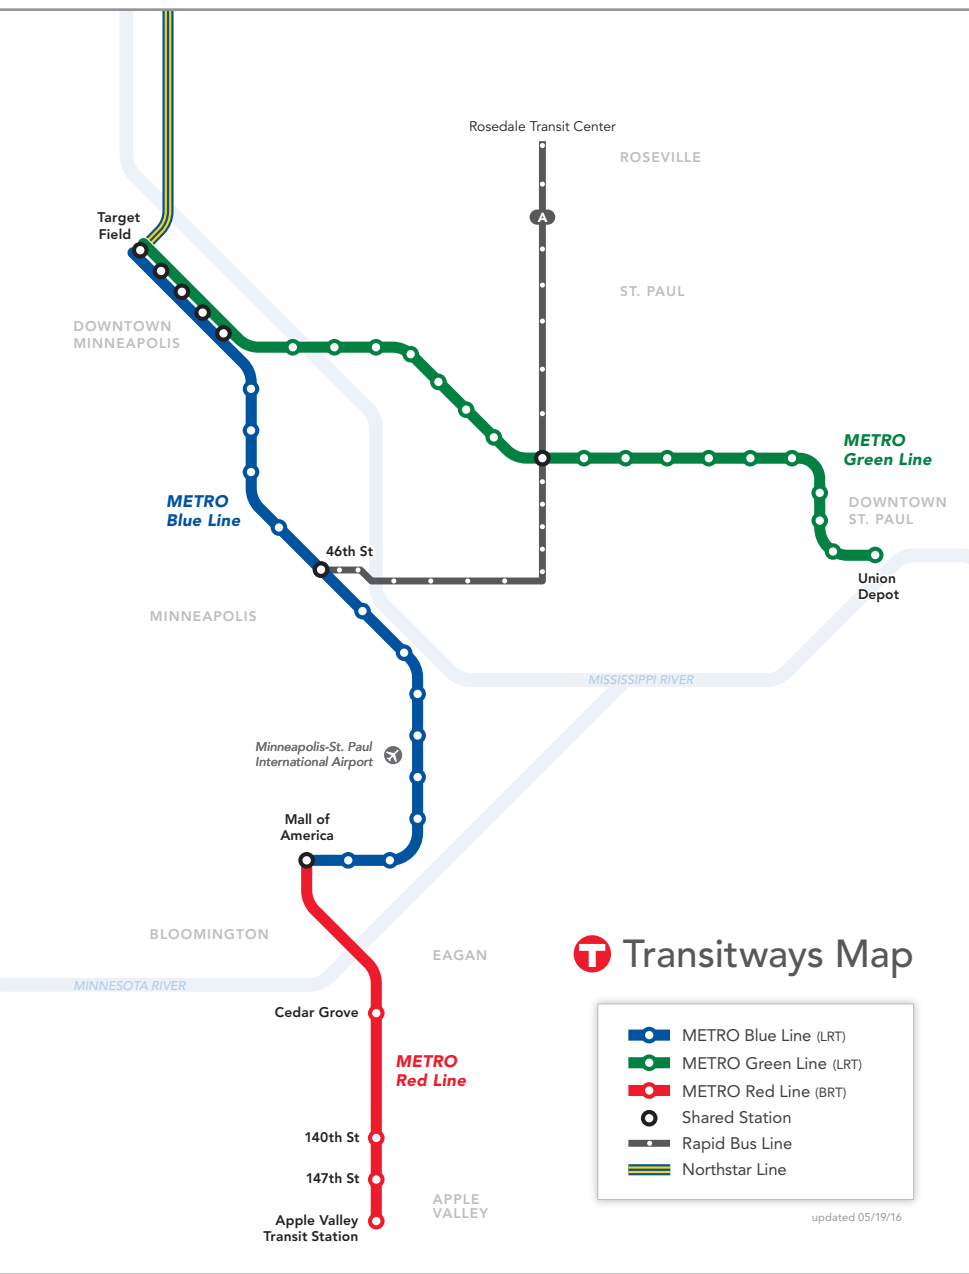 Rosedale Transit Center
ROSEVILLE
A
Target
Field
ST. PAUL
DOWNTOWN
MINNEAPOLIS
METRO
Green Line
METRO
Blue Line
DOWNTOWN
ST. PAUL
46th St
Union
Depot
MINNEAPOLIS
MISSISSIPPI RIVER
Minneapolis-St. Paul
International Airport
Mall of
America
BLOOMINGTON
EAGAN
T Transitways Map
MINNESOTA RIVER
Cedar Grove
METRO
Red Line
METRO Blue Line (LRT)
METRO Green Line (LRT)
METRO Red Line (BRT)
Shared Station
Rapid Bus Line
Northstar Line
140th St
147th St
APPLE
VALLEY
Apple Valley
Transit Station
updated 05/19/16